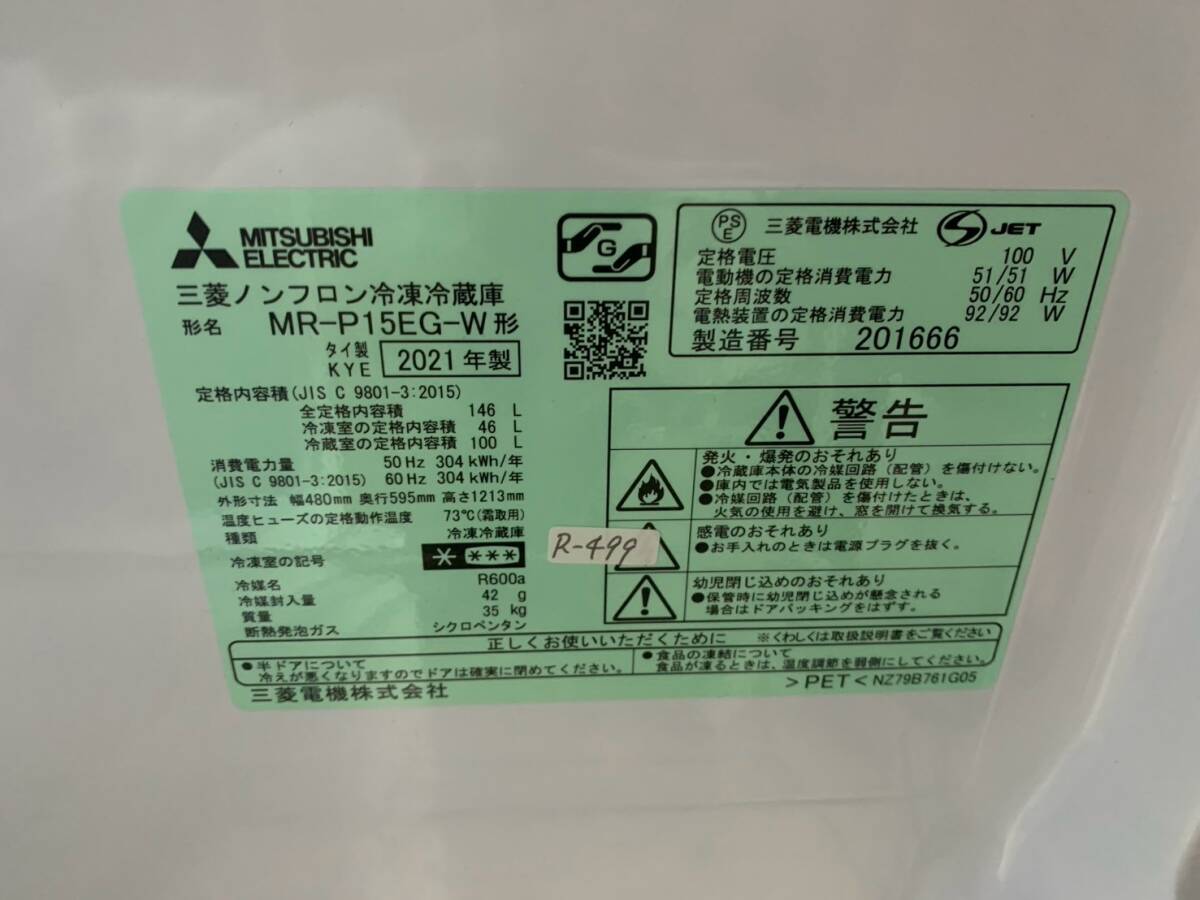 MITSUBISHI
ELECTRIC
三菱ノンフロン冷凍冷蔵庫
形名 MR-P15EG-W 形
タイ製
KYE
2021 年製
定格内容積(JIS C 9801-3:2015)
全定格内容積 146 L
冷凍室の定格内容積 46 L
冷蔵室の定格内容積 100 L
消費電力量 50 Hz 304 kWh/年
(JIS C 9801-3:2015) 60 Hz 304 kWh/年
外形寸法 幅480mm 奥行595mm 高さ1213mm
温度ヒューズの定格動作温度 73℃(霜取用)
種類 冷凍冷蔵庫
冷凍室の記号
冷媒名 R600a
冷媒封入量 42 g
質量 35 kg
断熱発泡ガス シクロペンタン
G
PS
E
三菱電機株式会社
S JET
定格電圧 100 V
電動機の定格消費電力 51/51 W
定格周波数 50/60 Hz
電熱装置の定格消費電力 92/92 W
製造番号 201666
警告
発火・爆発のおそれあり
●冷蔵庫本体の冷媒回路（配管）を傷付けない。
●庫内では電気製品を使用しない。
●冷媒回路（配管）を傷付けたときは、
火気の使用を避け、窓を開けて換気する。
感電のおそれあり
●お手入れのときは電源プラグを抜く。
幼児閉じ込めのおそれあり
●保管時に幼児閉じ込めが懸念される
場合はドアパッキングをはずす。
R-499
正しくお使いいただくために ※くわしくは取扱説明書をご覧ください
●半ドアについて
冷えが悪くなりますのでドアは確実に閉めてください。
●食品の凍結について
食品が凍るときは、温度調節を弱側にしてください。
三菱電機株式会社
>PET< NZ79B761G05